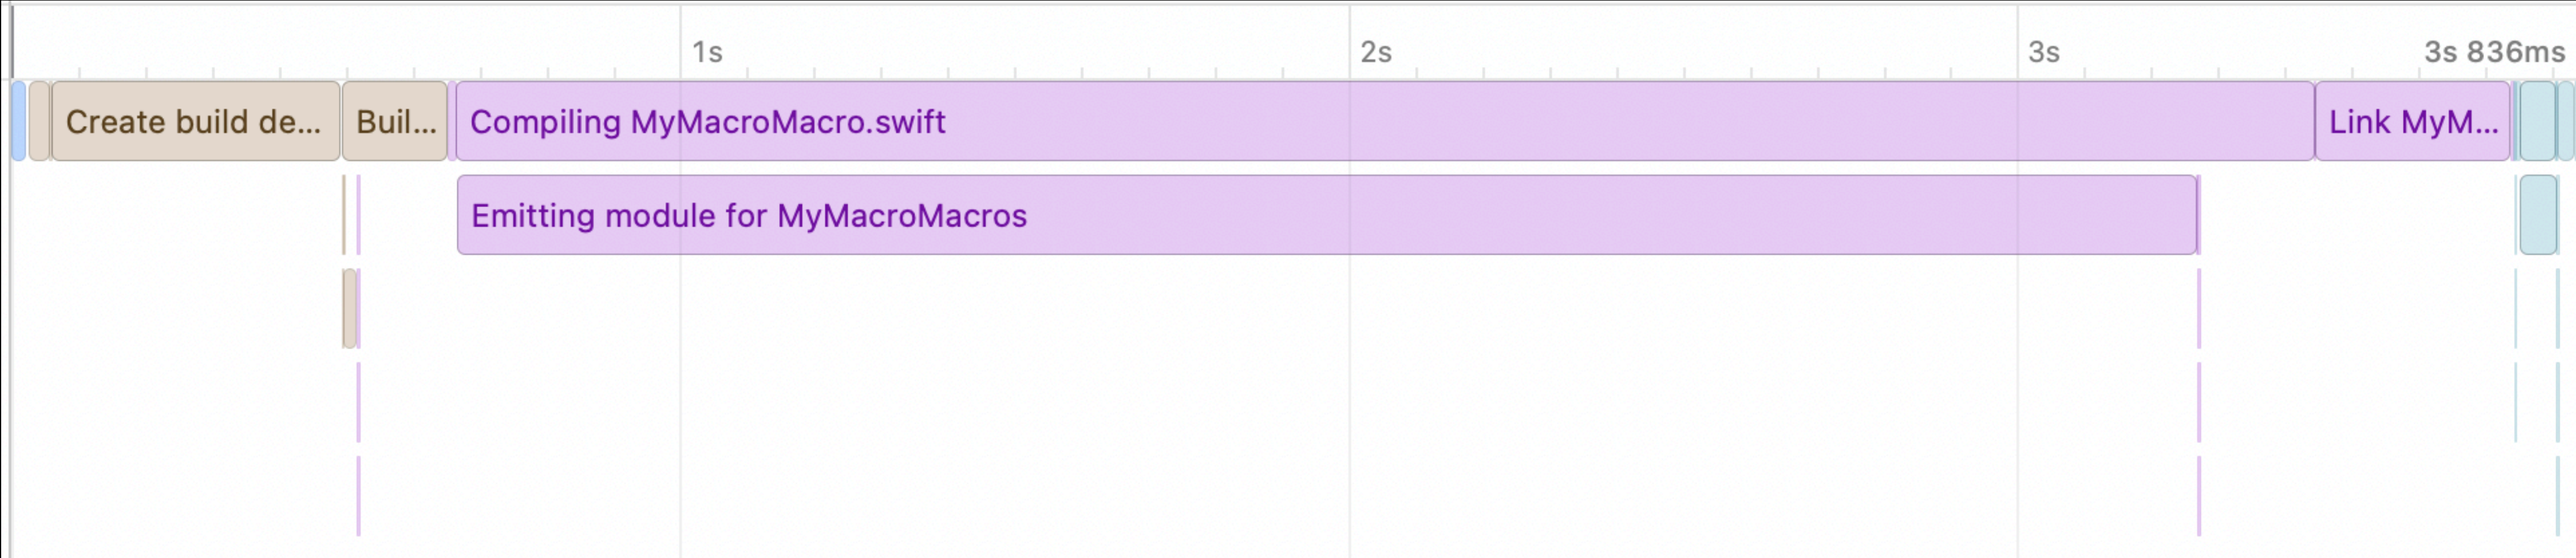 1s
2s
3s
3s 836ms
Create build de...
Buil...
Compiling MyMacroMacro.swift
Link MyM...
Emitting module for MyMacroMacros